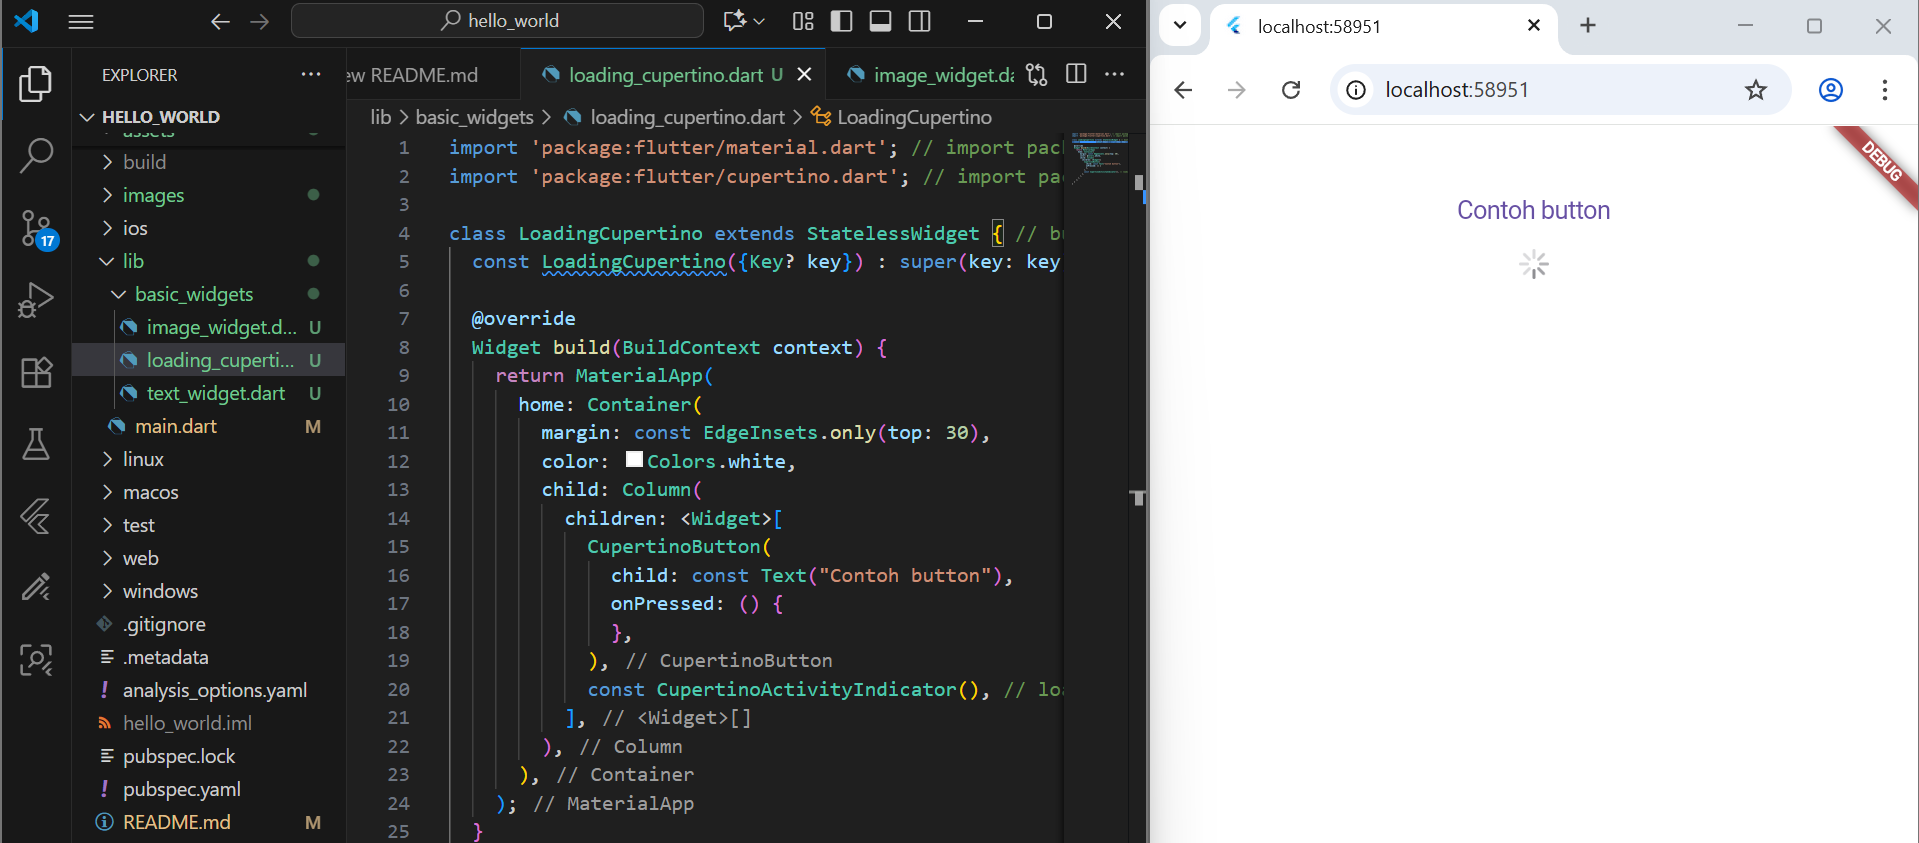 hello_world
EXPLORER
HELLO_WORLD
assets
build
images
ios
lib
basic_widgets
image_widget.d... U
loading_cuperti... U
text_widget.dart U
main.dart M
linux
macos
test
web
windows
.gitignore
.metadata
analysis_options.yaml
hello_world.iml
pubspec.lock
pubspec.yaml
README.md M
17
ew README.md
loading_cupertino.dart U
image_widget.da
lib > basic_widgets > loading_cupertino.dart > LoadingCupertino
1 import 'package:flutter/material.dart'; // import pac
2 import 'package:flutter/cupertino.dart'; // import pa
3
4 class LoadingCupertino extends StatelessWidget { // b
5 const LoadingCupertino({Key? key}) : super(key: key
6
7 @override
8 Widget build(BuildContext context) {
9 return MaterialApp(
10 home: Container(
11 margin: const EdgeInsets.only(top: 30),
12 color: Colors.white,
13 child: Column(
14 children: <Widget>[
15 CupertinoButton(
16 child: const Text("Contoh button"),
17 onPressed: () {
18 },
19 ), // CupertinoButton
20 const CupertinoActivityIndicator(), // loa
21 ], // <Widget>[]
22 ), // Column
23 ), // Container
24 ); // MaterialApp
25 }
localhost:58951
localhost:58951
DEBUG
Contoh button